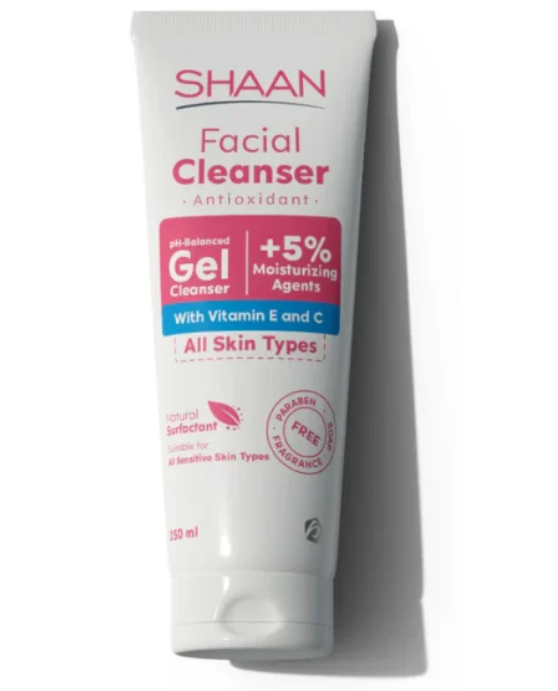 SHAAN
Facial
Cleanser
· Antioxidant ·
pH-Balanced
Gel
Cleanser
+5%
Moisturizing
Agents
With Vitamin E and C
All Skin Types
Natural
Surfactant
Suitable for
All Sensitive Skin Types
PARABEN · SOAP · FRAGRANCE ·
FREE
250 ml